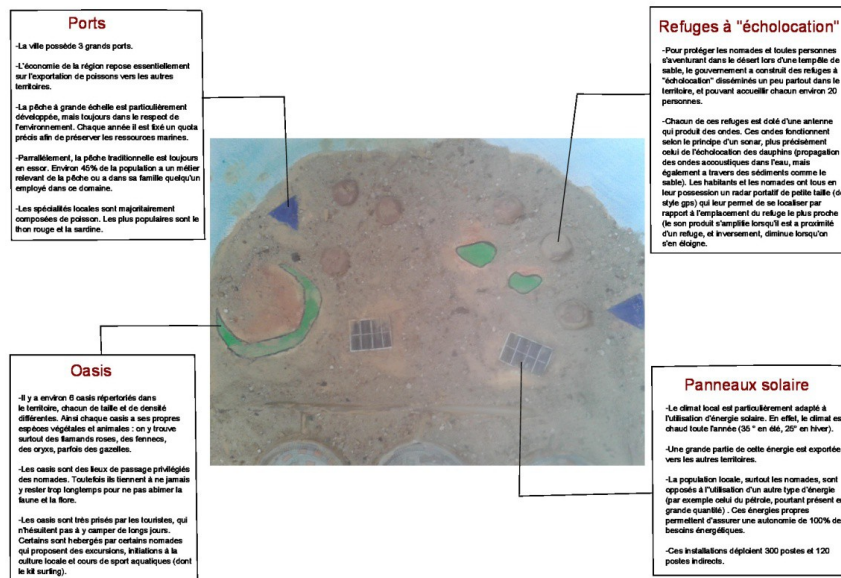 Ports
-La ville possède 3 grands ports.
-L'économie de la région repose essentiellement
sur l'exportation de poissons vers les autres
territoires.
-La pêche à grande échelle est particulièrement
développée, mais toujours dans le respect de
l'environnement. Chaque année il est fixé un quota
précis afin de préserver les ressources marines.
-Parrallèlement, la pêche traditionnelle est toujours
en essor. Environ 45% de la population a un métier
relevant de la pêche ou a dans sa famille quelqu'un
employé dans ce domaine.
-Les spécialités locales sont majoritairement
composées de poisson. Les plus populaires sont le
thon rouge et la sardine.
Refuges à "écholocation"
-Pour protéger les nomades et toutes personnes
s'aventurant dans le désert lors d'une tempête de
sable, le gouvernement a construit des refuges à
"écholocation" disséminés un peu partout dans le
territoire, et pouvant accueillir chacun environ 20
personnes.
-Chacun de ces refuges est doté d'une antenne
qui produit des ondes. Ces ondes fonctionnent
selon le principe d'un sonar, plus précisément
celui de l'écholocation des dauphins (propagation
des ondes accoustiques dans l'eau, mais
également a travers des sédiments comme le
sable). Les habitants et les nomades ont tous en
leur possession un radar portatif de petite taille (de
style gps) qui leur permet de se localiser par
rapport à l'emplacement du refuge le plus proche
(le son produit s'amplifie lorsqu'il est a proximité
d'un refuge, et inversement, diminue lorsqu'on
s'en éloigne.
Oasis
-Il y a environ 6 oasis répertoriés dans
le territoire, chacun de taille et de densité
différentes. Ainsi chaque oasis a ses propres
espèces végétales et animales : on y trouve
surtout des flamands roses, des fennecs,
des oryxs, parfois des gazelles.
-Les oasis sont des lieux de passage privilégiés
des nomades. Toutefois ils tiennent à ne jamais
y rester trop longtemps pour ne pas abimer la
faune et la flore.
-Les oasis sont très prisés par les touristes, qui
n'hésuitent pas à y camper de longs jours.
Certains sont hebergés par certains nomades
qui proposent des excursions, initiations à la
culture locale et cours de sport aquatiques (dont
le kit surfing).
Panneaux solaire
-Le climat local est particulièrement adapté à
l'utilisation d'énergie solaire. En effet, le climat est
chaud toute l'année (35 ° en été, 25° en hiver).
-Une grande partie de cette énergie est exportée
vers les autres territoires.
-La population locale, surtout les nomades, sont
opposés à l'utilisation d'un autre type d'énergie
(par exemple celui du pétrole, pourtant présent en
grande quantité) . Ces énergies propres
permettent d'assurer une autonomie de 100% de
besoins énergétiques.
-Ces installations déploient 300 postes et 120
postes indirects.